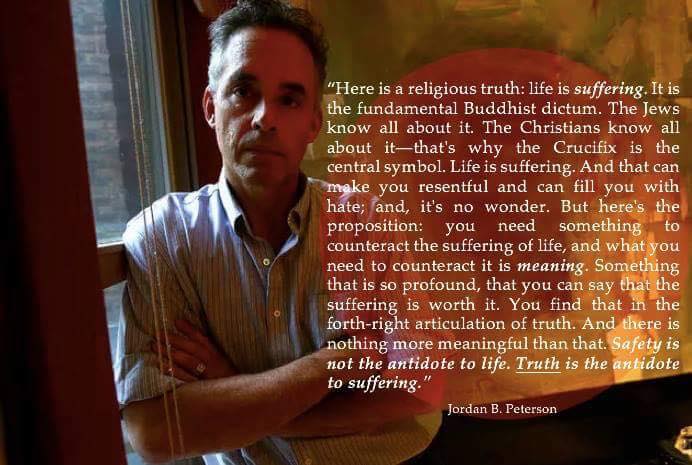 “Here is a religious truth: life is suffering. It is
the fundamental Buddhist dictum. The Jews
know all about it. The Christians know all
about it—that's why the Crucifix is the
central symbol. Life is suffering. And that can
make you resentful and can fill you with
hate; and, it's no wonder. But here's the
proposition: you need something to
counteract the suffering of life, and what you
need to counteract it is meaning. Something
that is so profound, that you can say that the
suffering is worth it. You find that in the
forth-right articulation of truth. And there is
nothing more meaningful than that. Safety is
not the antidote to life. Truth is the antidote
to suffering.”
Jordan B. Peterson